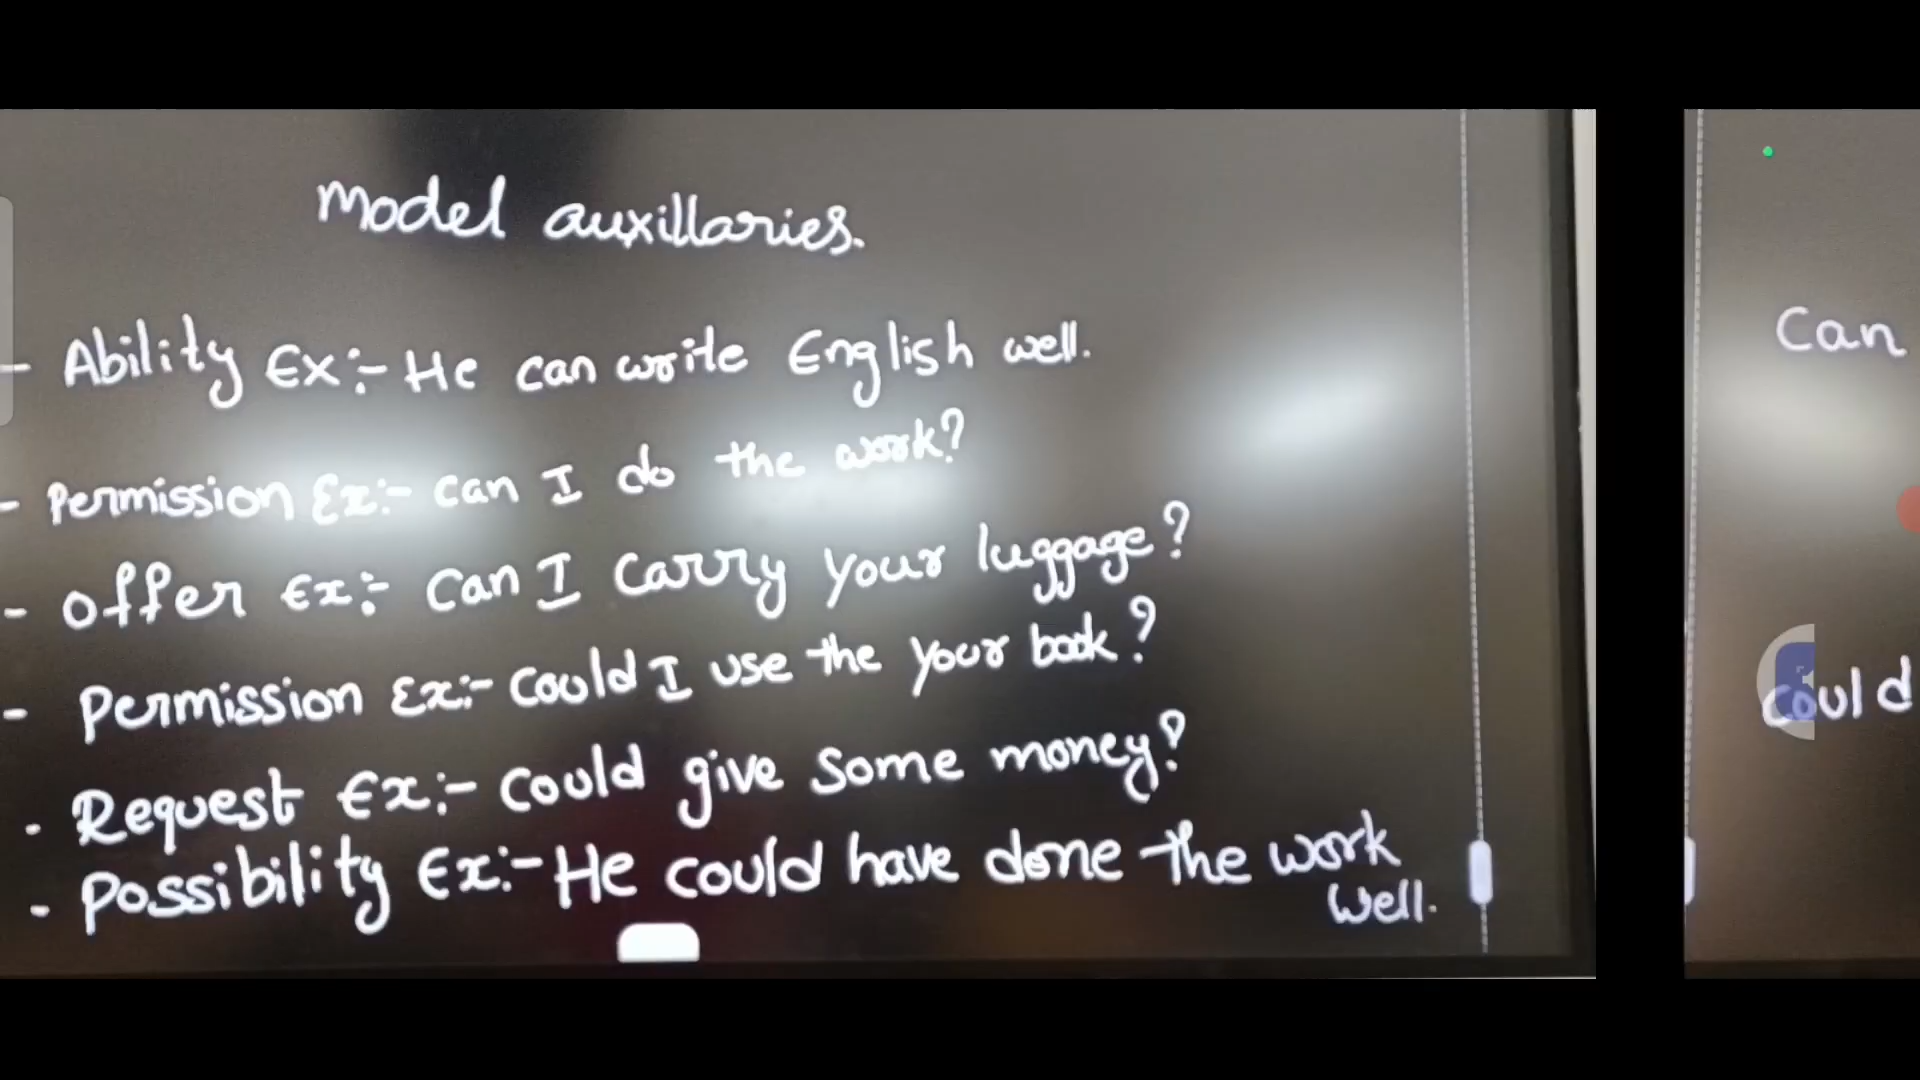 Model auxillaries.
- Ability Ex:- He can write English well.
- Permission Ex:- can I do the work?
- offer Ex:- Can I carry your luggage?
- Permission Ex:- Could I use the your book?
- Request Ex:- Could give some money?
- Possibility Ex:- He could have done the work
well.
Can
Could